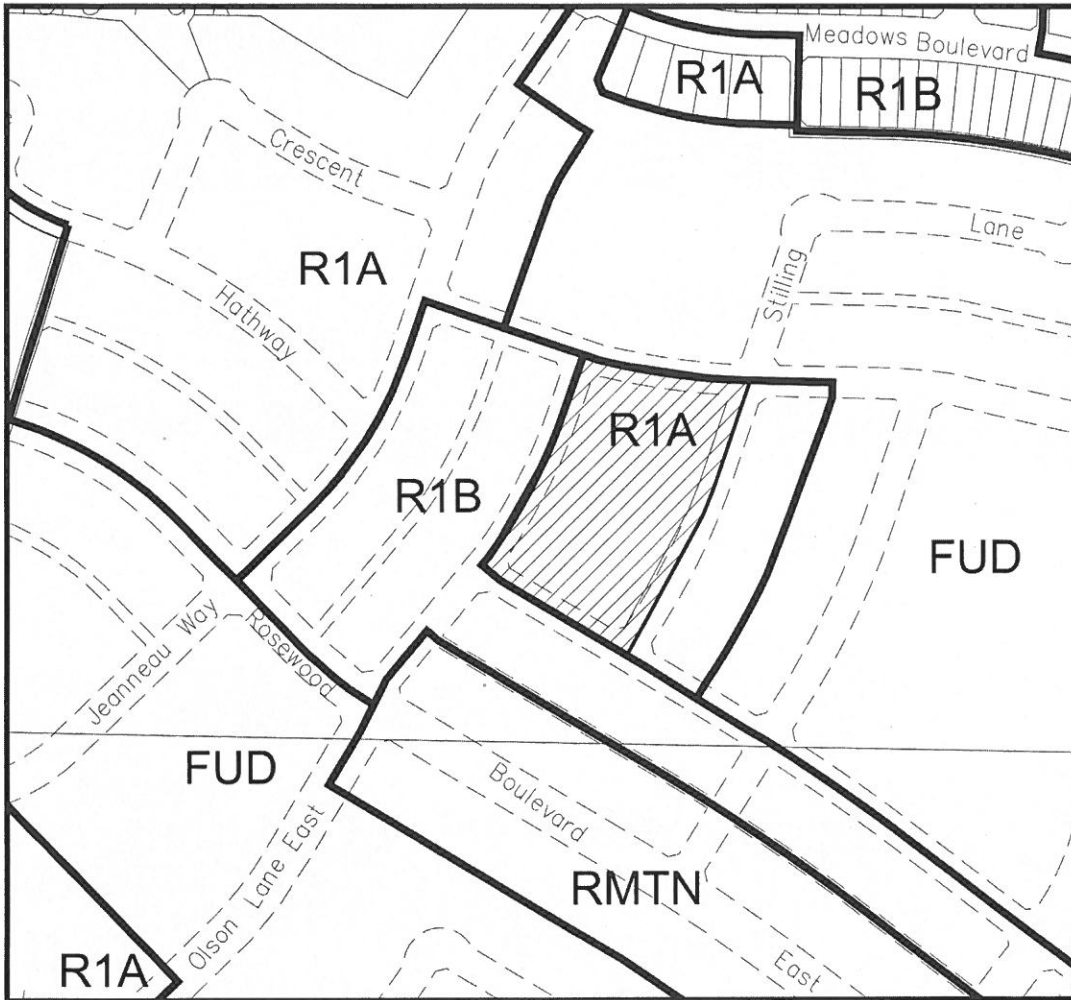 Meadows Boulevard
R1A
R1B
Crescent
Lane
R1A
Stilling
Hathway
R1A
R1B
FUD
Jeanneau Way
Rosewood
FUD
Boulevard
Olson Lane East
RMTN
R1A
East